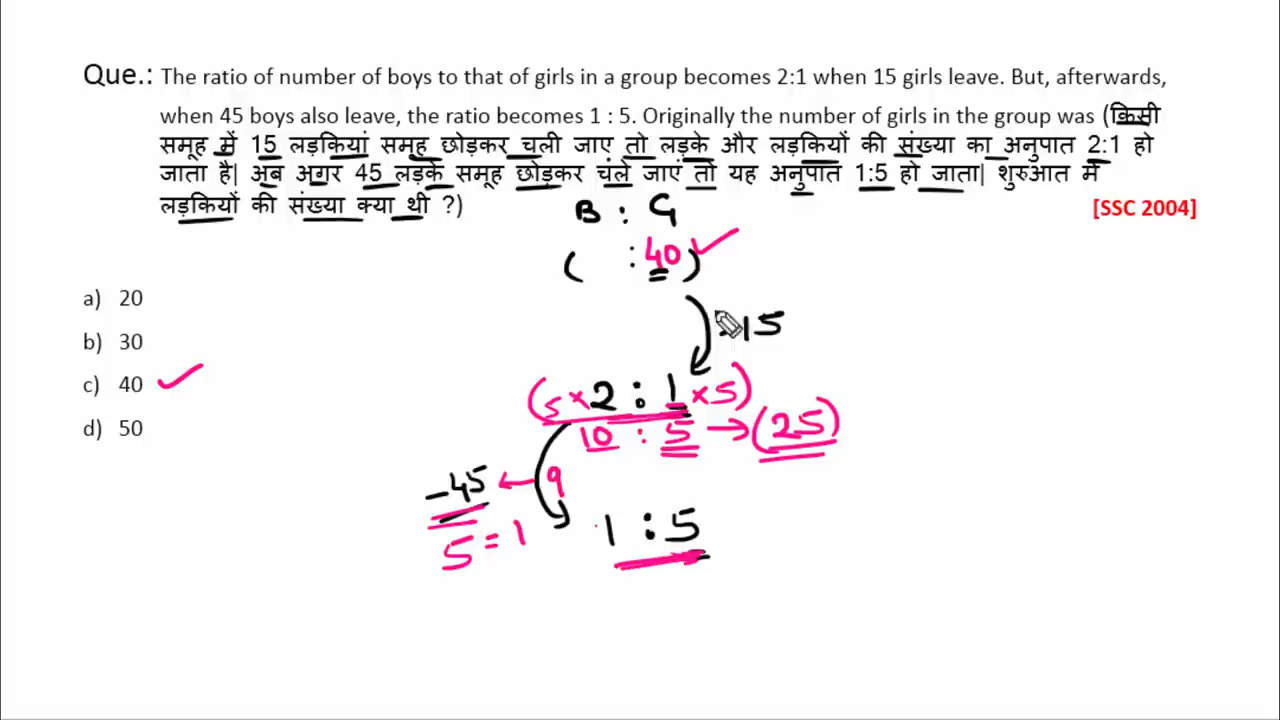 Que.: The ratio of number of boys to that of girls in a group becomes 2:1 when 15 girls leave. But, afterwards,
when 45 boys also leave, the ratio becomes 1 : 5. Originally the number of girls in the group was (किसी
समूह में 15 लड़कियां समूह छोड़कर चली जाए तो लड़के और लड़कियों की संख्या का अनुपात 2:1 हो
जाता है| अब अगर 45 लड़के समूह छोड़कर चले जाएं तो यह अनुपात 1:5 हो जाता| शुरुआत में
लड़कियों की संख्या क्या थी ?)
[SSC 2004]
B : G
( : 40 )
a) 20
-15
b) 30
c) 40
(5×2 : 1×5)
10 : 5 → (25)
d) 50
-45 ← 9
5 = 1
1 : 5